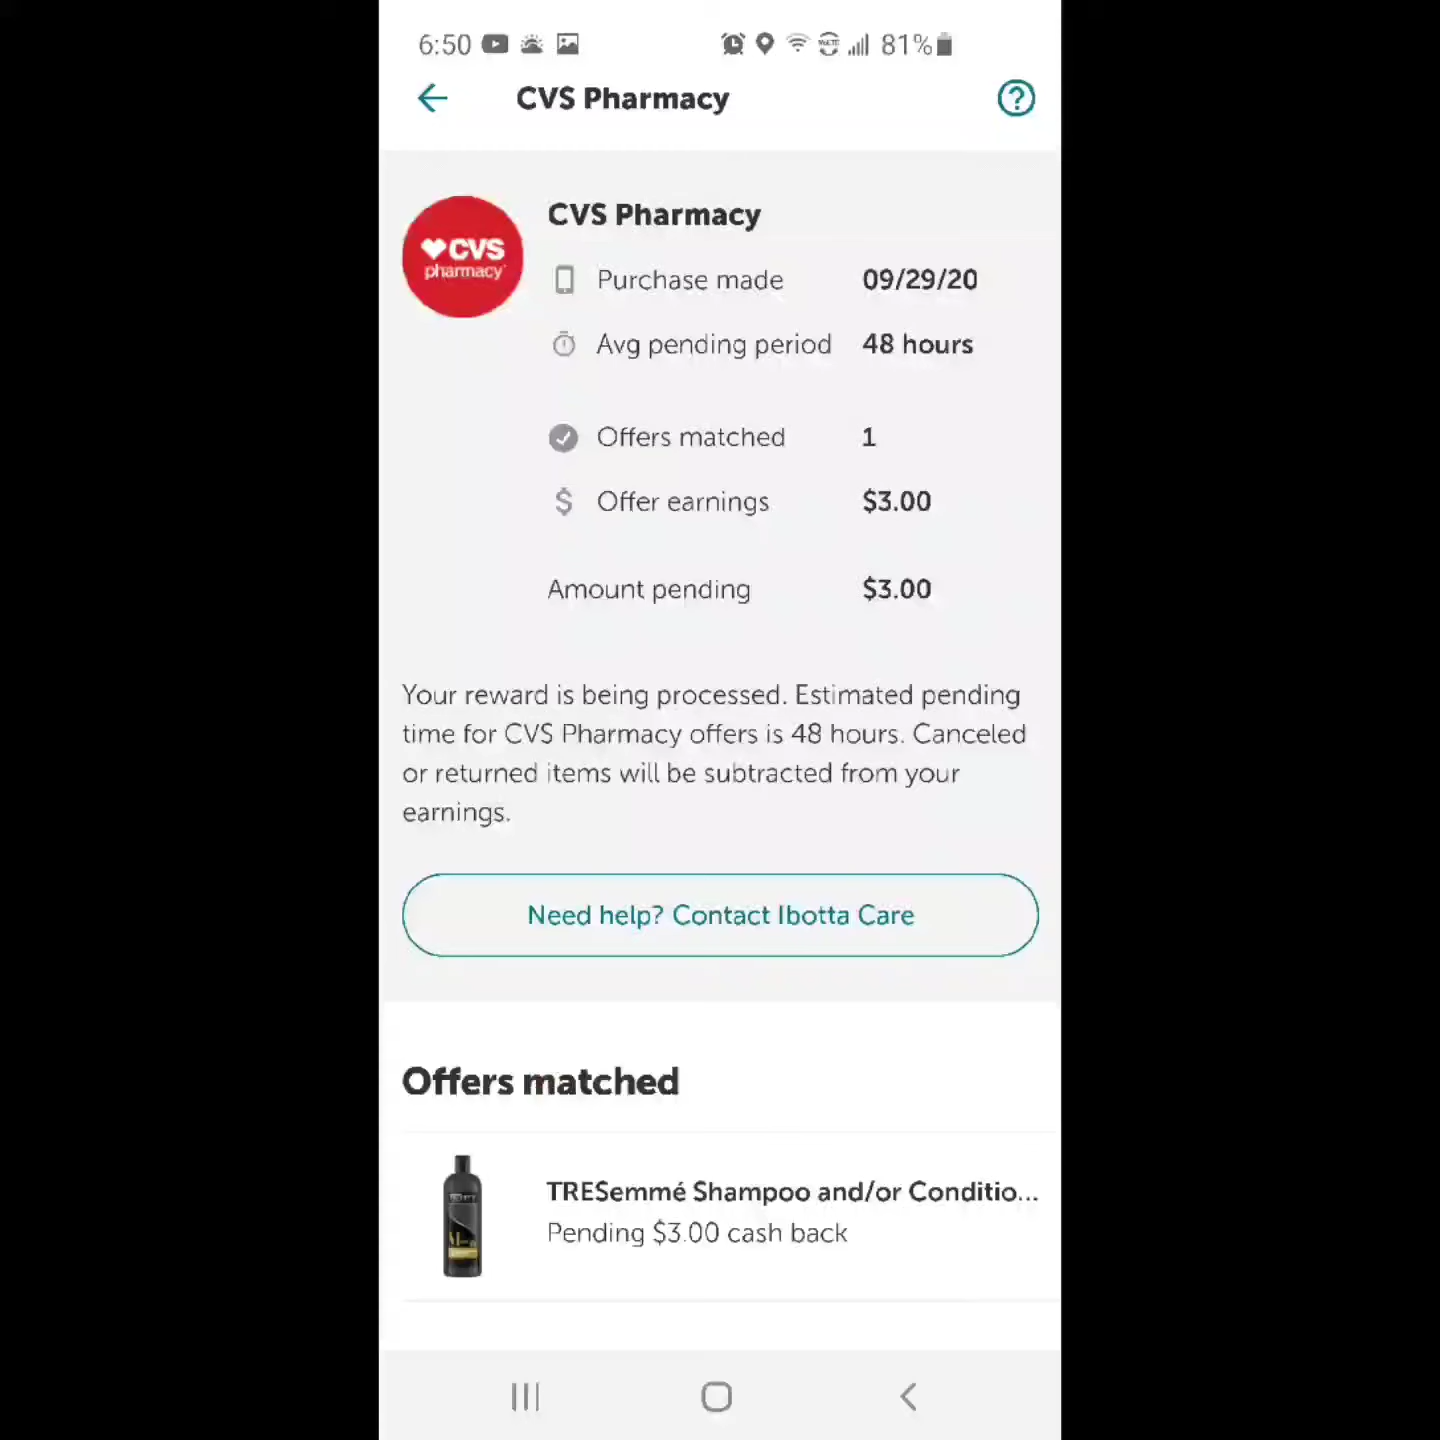 6:50 81%
CVS Pharmacy
CVS Pharmacy
CVS
pharmacy
Purchase made 09/29/20
Avg pending period 48 hours
Offers matched 1
$ Offer earnings $3.00
Amount pending $3.00
Your reward is being processed. Estimated pending
time for CVS Pharmacy offers is 48 hours. Canceled
or returned items will be subtracted from your
earnings.
Need help? Contact Ibotta Care
Offers matched
TRESemmé Shampoo and/or Conditio...
Pending $3.00 cash back